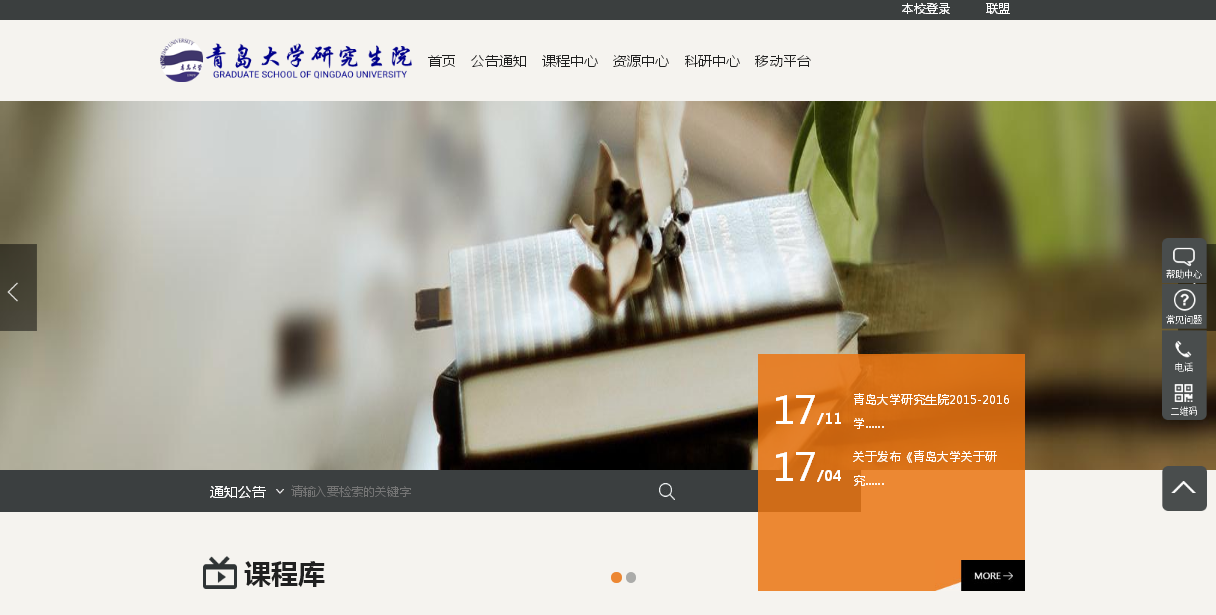 本校登录 联盟
青岛大学研究生院
GRADUATE SCHOOL OF QINGDAO UNIVERSITY
首页 公告通知 课程中心 资源中心 科研中心 移动平台
帮助中心
常见问题
电话
二维码
17/11 青岛大学研究生院2015-2016
学......
17/04 关于发布《青岛大学关于研
究......
通知公告 请输入要检索的关键字
课程库
MORE